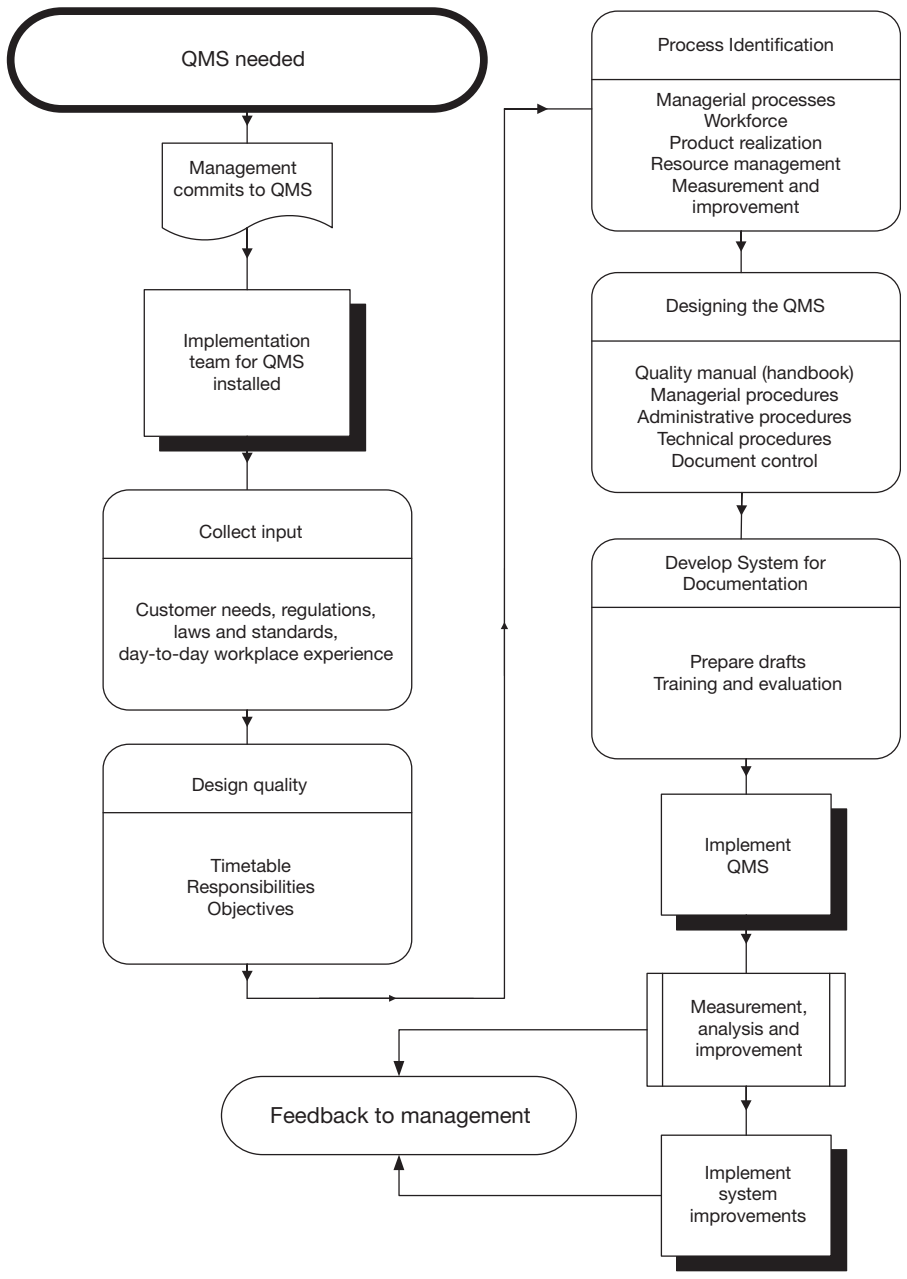 QMS needed
Management
commits to QMS
Implementation
team for QMS
installed
Collect input
Customer needs, regulations,
laws and standards,
day-to-day workplace experience
Design quality
Timetable
Responsibilities
Objectives
Process Identification
Managerial processes
Workforce
Product realization
Resource management
Measurement and
improvement
Designing the QMS
Quality manual (handbook)
Managerial procedures
Administrative procedures
Technical procedures
Document control
Develop System for
Documentation
Prepare drafts
Training and evaluation
Implement
QMS
Measurement,
analysis and
improvement
Feedback to management
Implement
system
improvements